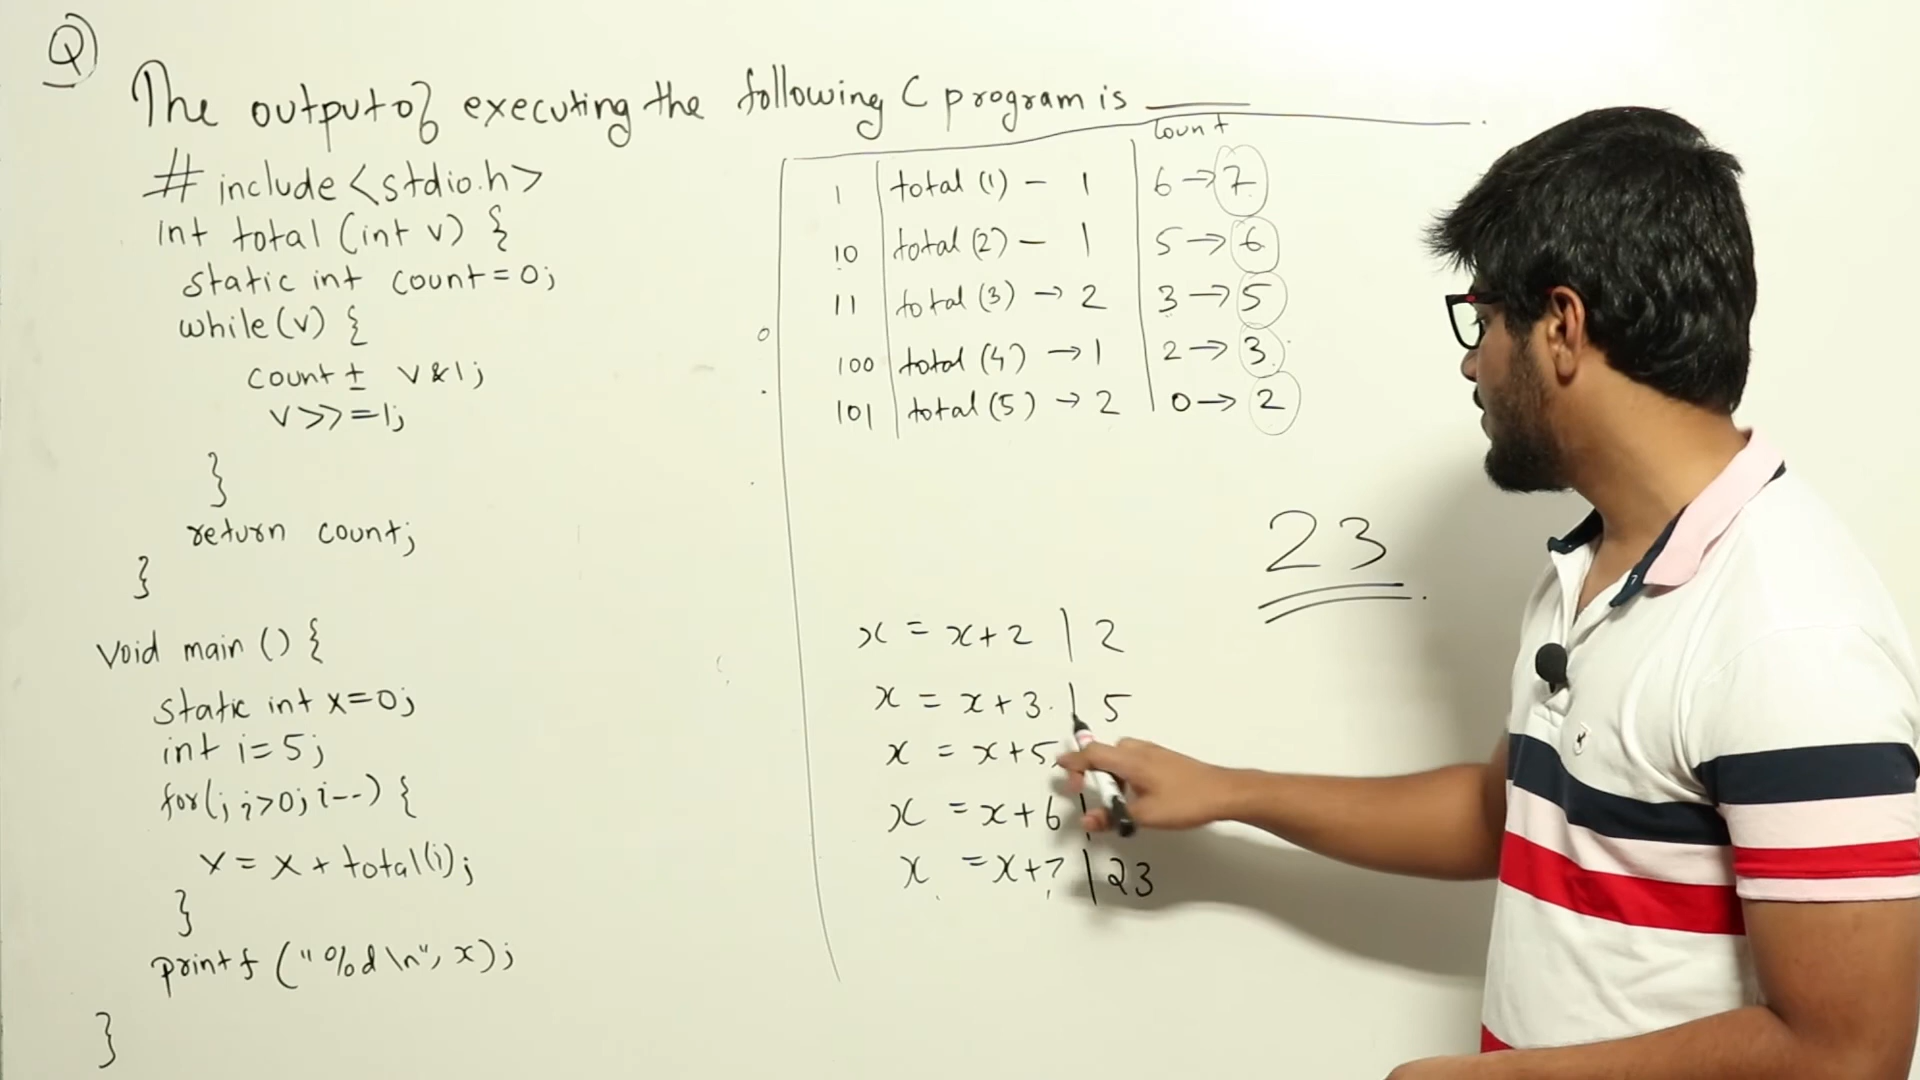 Q
The output of executing the following C program is ____
# include <stdio.h>
int total (int v) {
static int count = 0;
while (v) {
count ± v & 1;
v >> = 1;
}
return count;
}
void main () {
static int x=0;
int i= 5;
for(; i>0; i--) {
x = x + total(i);
}
printf ("%d \n", x);
}
count
1 total (1) – 1 6 → 7
10 total (2) – 1 5 → 6
11 total (3) → 2 3 → 5
100 total (4) → 1 2 → 3
101 total (5) → 2 0 → 2
23
x = x + 2 | 2
x = x + 3 | 5
x = x + 5
x = x + 6 |
x = x + 7 | 23